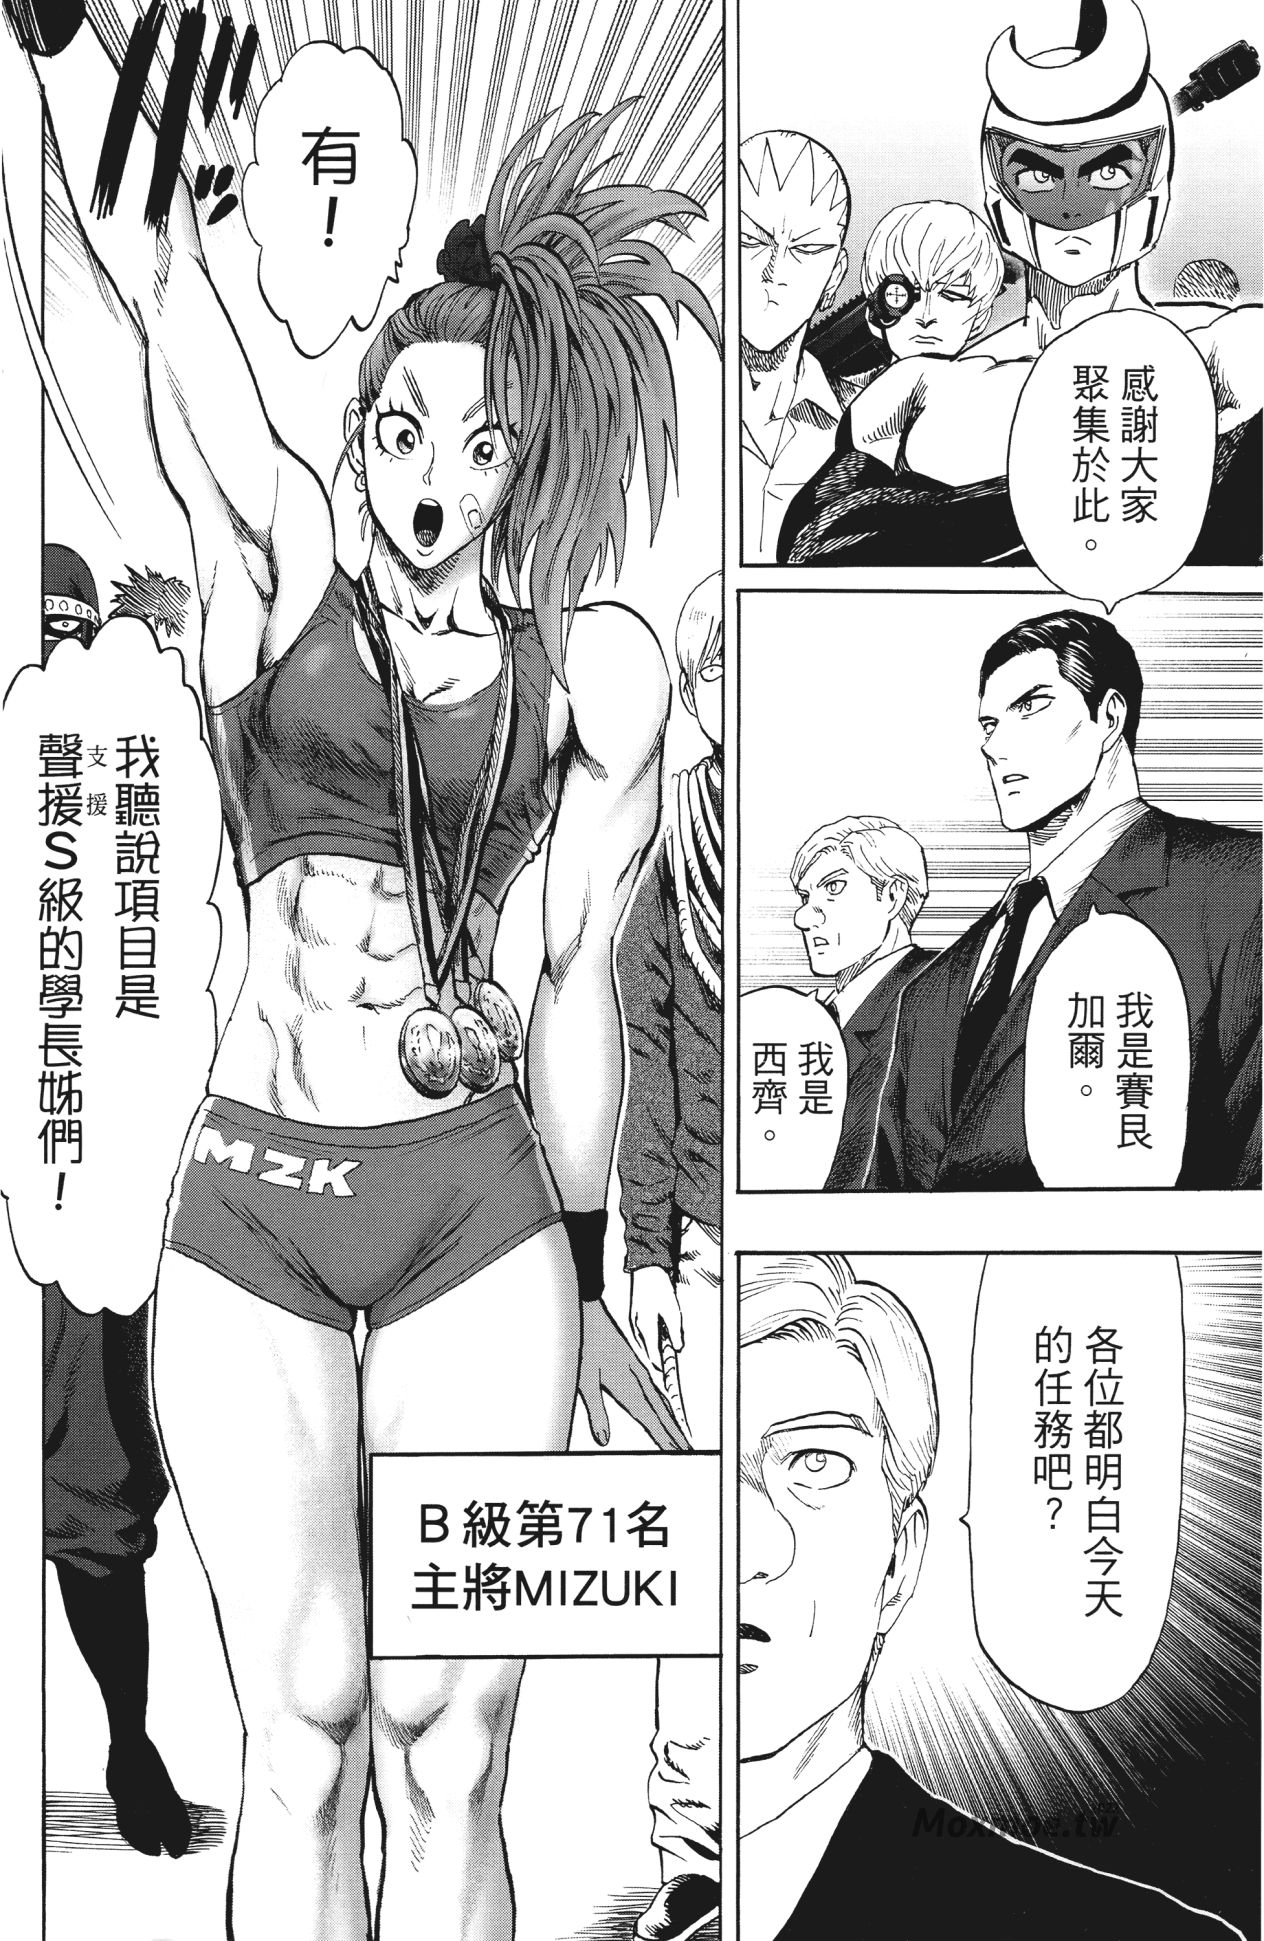 感謝大家
聚集於此。
我是賽艮
加爾。
我是
西齊。
各位都明白今天
的任務吧？
有！
我聽說項目是
支援
聲援S級的學長姊們！
MZK
B級第71名
主將MIZUKI